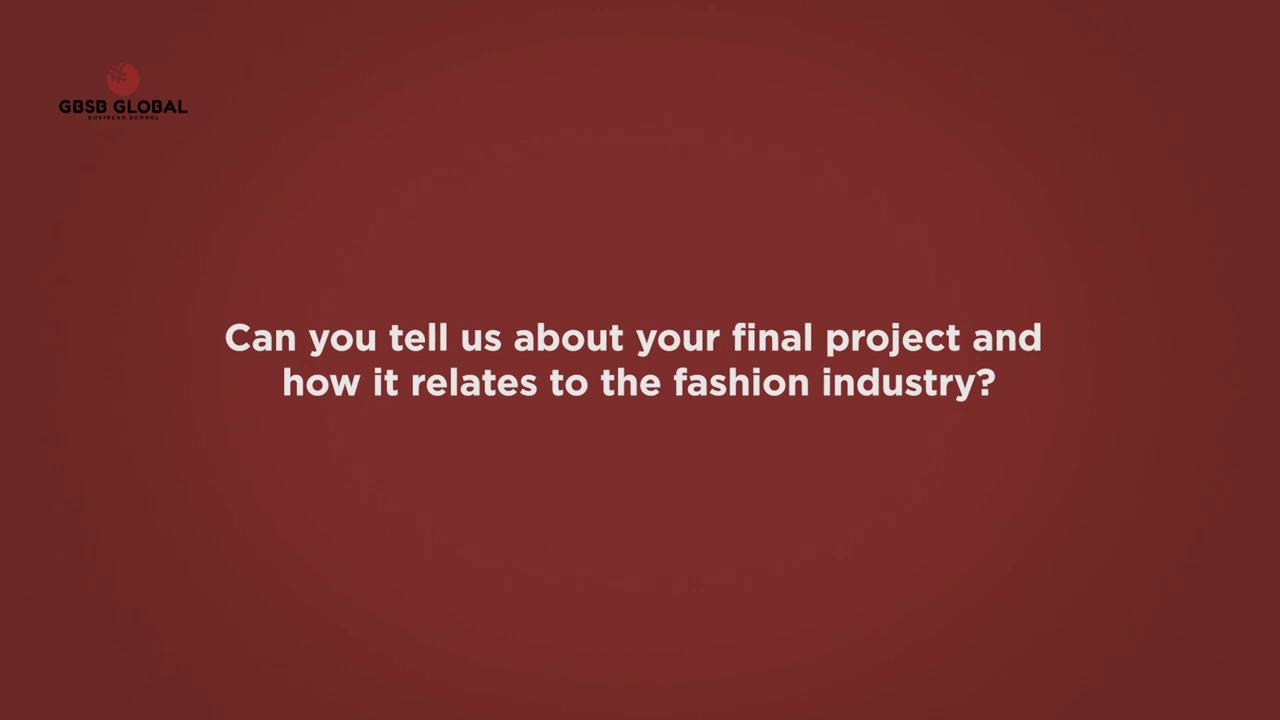 GBSB GLOBAL
BUSINESS SCHOOL
Can you tell us about your final project and
how it relates to the fashion industry?